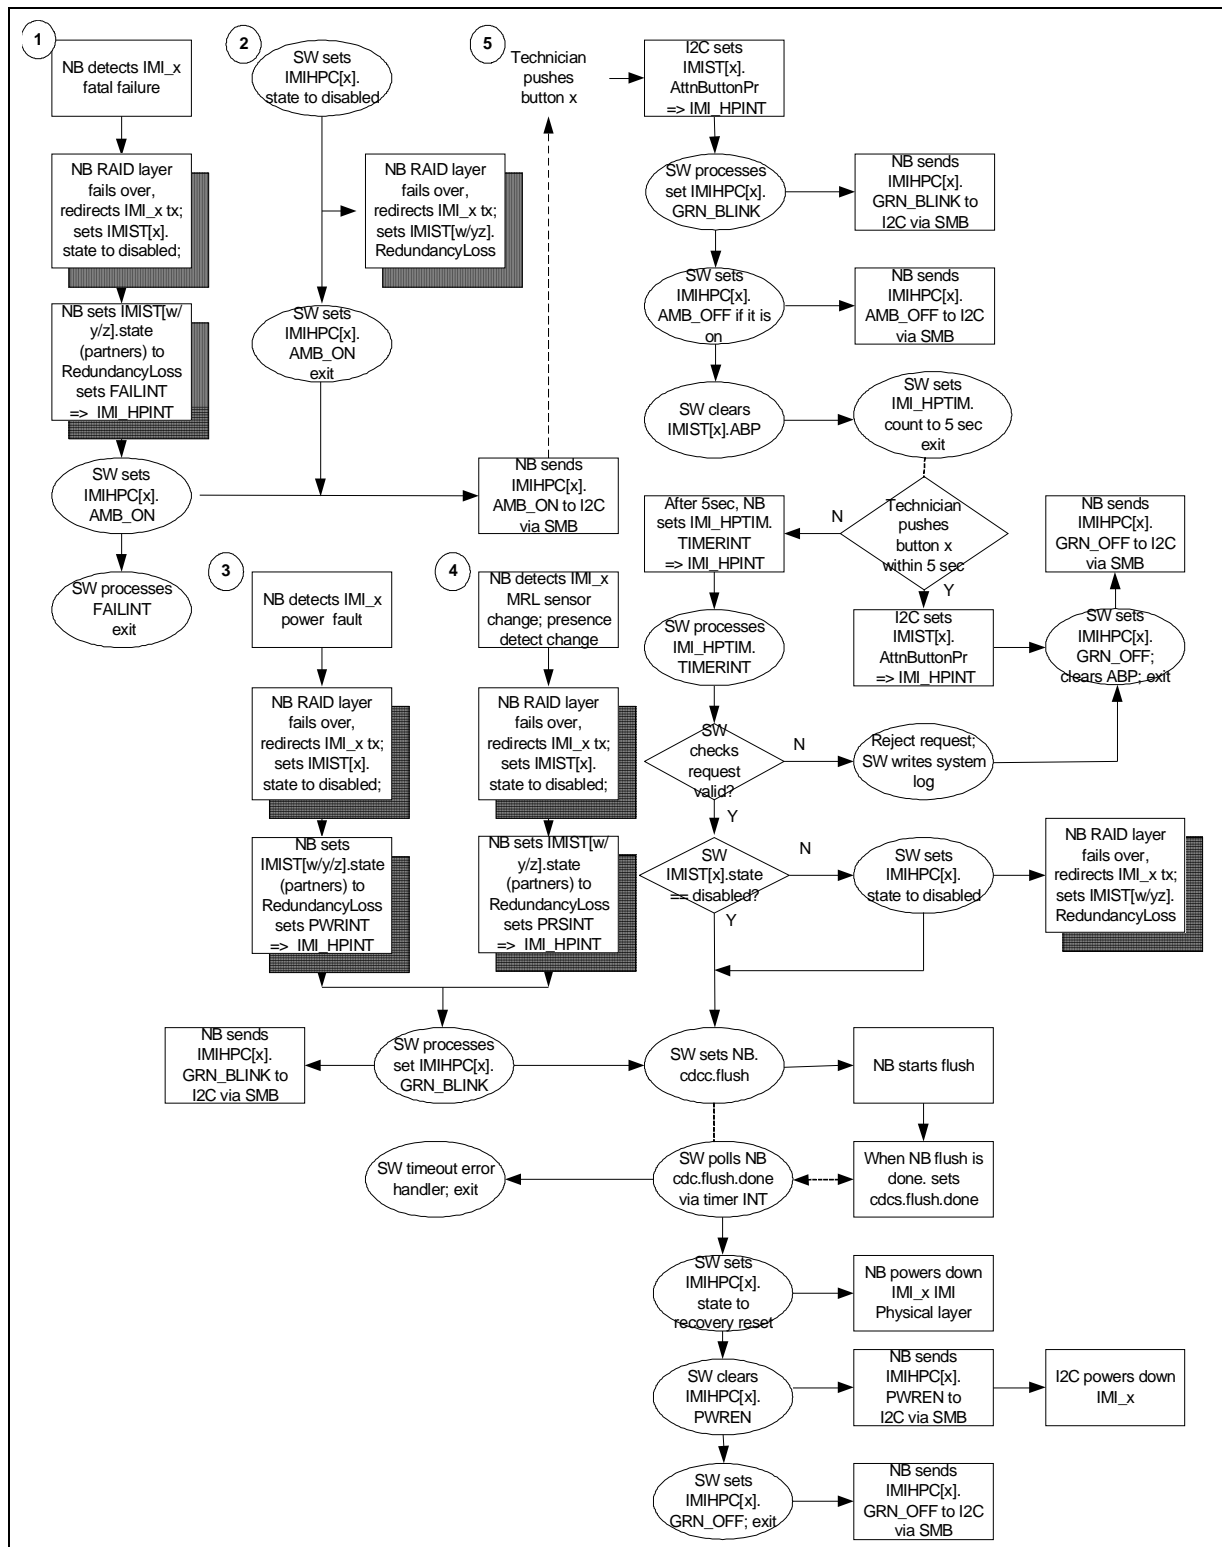 1
NB detects IMI_x
fatal failure
NB RAID layer
fails over,
redirects IMI_x tx;
sets IMIST[x].
state to disabled;
NB sets IMIST[w/
y/z].state
(partners) to
RedundancyLoss
sets FAILINT
=> IMI_HPINT
SW sets
IMIHPC[x].
AMB_ON
SW processes
FAILINT
exit
2
SW sets
IMIHPC[x].
state to disabled
NB RAID layer
fails over,
redirects IMI_x tx;
sets IMIST[w/yz].
RedundancyLoss
SW sets
IMIHPC[x].
AMB_ON
exit
NB sends
IMIHPC[x].
AMB_ON to I2C
via SMB
3
NB detects IMI_x
power fault
NB RAID layer
fails over,
redirects IMI_x tx;
sets IMIST[x].
state to disabled;
NB sets
IMIST[w/y/z].state
(partners) to
RedundancyLoss
sets PWRINT
=> IMI_HPINT
4
NB detects IMI_x
MRL sensor
change; presence
detect change
NB RAID layer
fails over,
redirects IMI_x tx;
sets IMIST[x].
state to disabled;
NB sets IMIST[w/
y/z].state
(partners) to
RedundancyLoss
sets PRSINT
=> IMI_HPINT
NB sends
IMIHPC[x].
GRN_BLINK to
I2C via SMB
SW processes
set IMIHPC[x].
GRN_BLINK
5
Technician
pushes
button x
I2C sets
IMIST[x].
AttnButtonPr
=> IMI_HPINT
SW processes
set IMIHPC[x].
GRN_BLINK
NB sends
IMIHPC[x].
GRN_BLINK to
I2C via SMB
SW sets
IMIHPC[x].
AMB_OFF if it is
on
NB sends
IMIHPC[x].
AMB_OFF to I2C
via SMB
SW clears
IMIST[x].ABP
SW sets
IMI_HPTIM.
count to 5 sec
exit
Technician
pushes
button x
within 5 sec
N
Y
After 5sec, NB
sets IMI_HPTIM.
TIMERINT
=> IMI_HPINT
NB sends
IMIHPC[x].
GRN_OFF to I2C
via SMB
I2C sets
IMIST[x].
AttnButtonPr
=> IMI_HPINT
SW sets
IMIHPC[x].
GRN_OFF;
clears ABP; exit
SW processes
IMI_HPTIM.
TIMERINT
SW
checks
request
valid?
N
Y
Reject request;
SW writes system
log
SW
IMIST[x].state
== disabled?
N
Y
SW sets
IMIHPC[x].
state to disabled
NB RAID layer
fails over,
redirects IMI_x tx;
sets IMIST[w/yz].
RedundancyLoss
SW sets NB.
cdcc.flush
NB starts flush
SW timeout error
handler; exit
SW polls NB
cdc.flush.done
via timer INT
When NB flush is
done. sets
cdcs.flush.done
SW sets
IMIHPC[x].
state to
recovery reset
NB powers down
IMI_x IMI
Physical layer
SW clears
IMIHPC[x].
PWREN
NB sends
IMIHPC[x].
PWREN to
I2C via SMB
I2C powers down
IMI_x
SW sets
IMIHPC[x].
GRN_OFF; exit
NB sends
IMIHPC[x].
GRN_OFF to I2C
via SMB